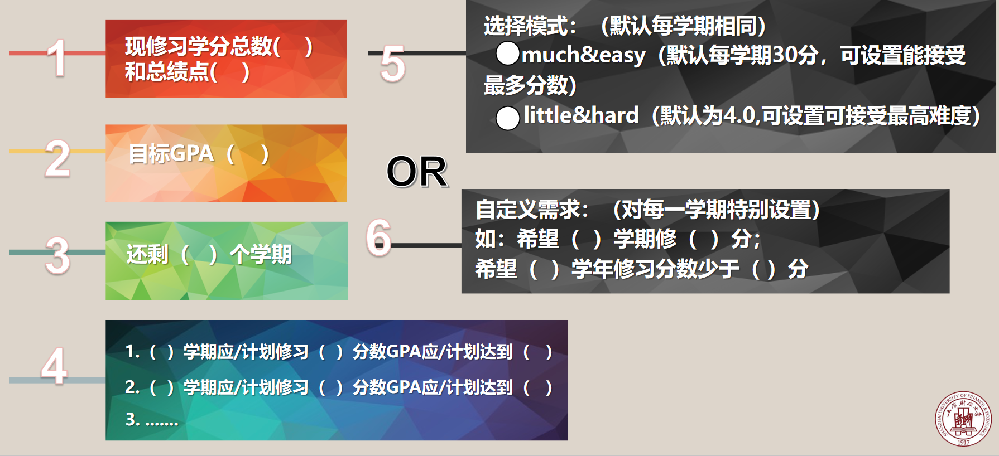 1
现修习学分总数(    )
和总绩点(    )
2
目标GPA（    ）
3
还剩（   ）个学期
4
1.（  ）学期应/计划修习（  ）分数GPA应/计划达到（   ）
2.（  ）学期应/计划修习（  ）分数GPA应/计划达到（   ）
3. .......
5
选择模式：（默认每学期相同）
much&easy（默认每学期30分，可设置能接受
最多分数）
little&hard（默认为4.0,可设置可接受最高难度）
OR
6
自定义需求：（对每一学期特别设置）
如：希望（  ）学期修（  ）分；
希望（  ）学年修习分数少于（  ）分
上海财经大学
SHANGHAI UNIVERSITY OF FINANCE & ECONOMICS
1917